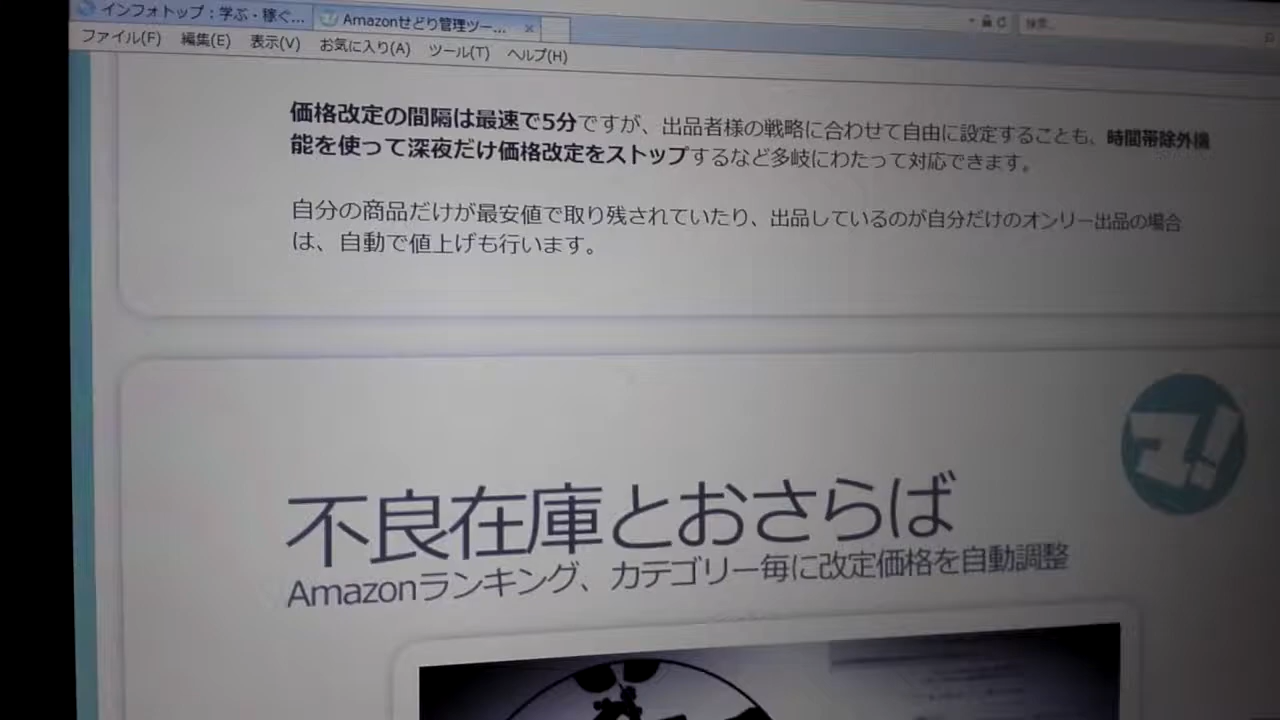 インフォトップ：学ぶ・稼ぐ...
Amazonせどり管理ツー...
検索...
ファイル(F) 編集(E) 表示(V) お気に入り(A) ツール(T) ヘルプ(H)
価格改定の間隔は最速で5分ですが、出品者様の戦略に合わせて自由に設定することも、時間帯除外機
能を使って深夜だけ価格改定をストップするなど多岐にわたって対応できます。
自分の商品だけが最安値で取り残されていたり、出品しているのが自分だけのオンリー出品の場合
は、自動で値上げも行います。
不良在庫とおさらば
Amazonランキング、カテゴリー毎に改定価格を自動調整